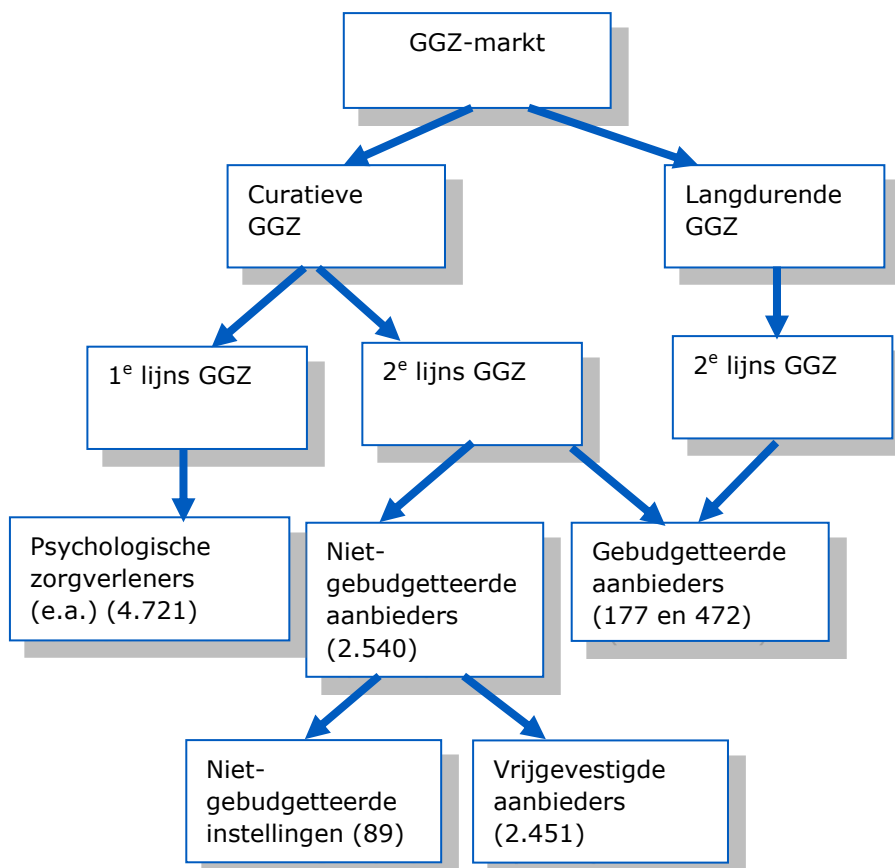 GGZ-markt
Curatieve
GGZ
Langdurende
GGZ
1e lijns GGZ
2e lijns GGZ
2e lijns GGZ
Psychologische
zorgverleners
(e.a.) (4.721)
Niet-
gebudgetteerde
aanbieders
(2.540)
Gebudgetteerde
aanbieders
(177 en 472)
Niet-
gebudgetteerde
instellingen (89)
Vrijgevestigde
aanbieders
(2.451)